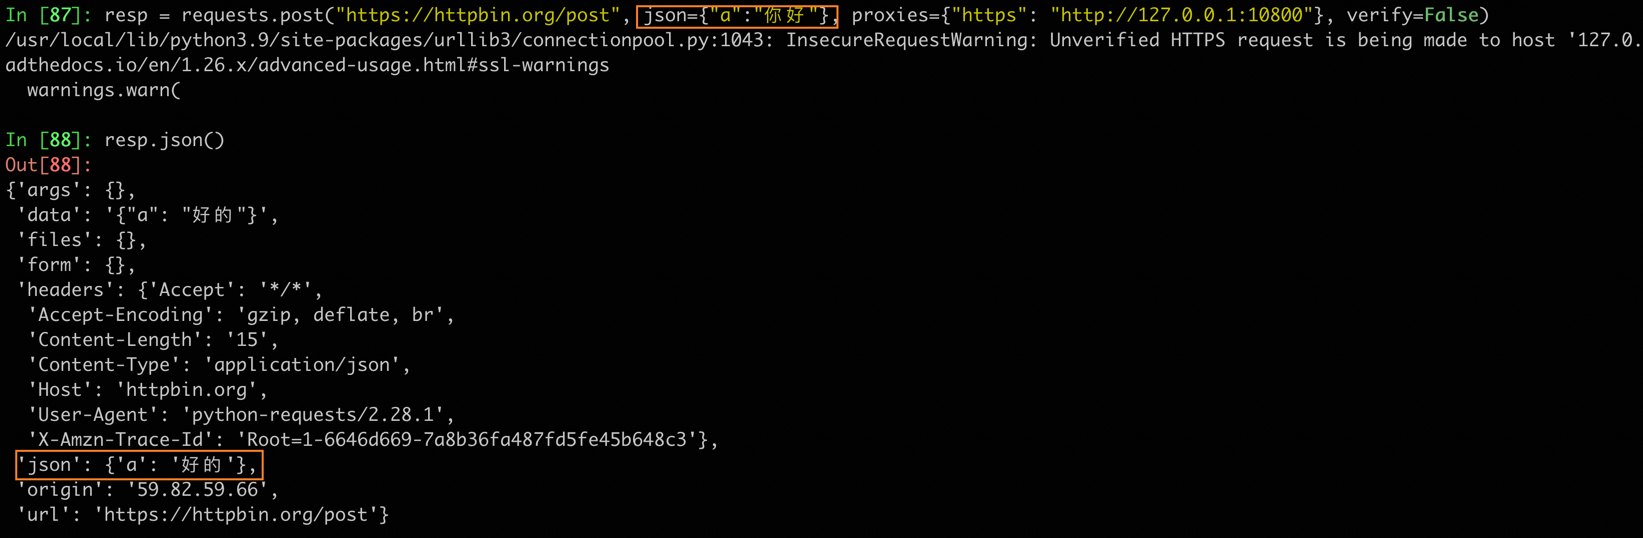 In [87]: resp = requests.post("https://httpbin.org/post", json={"a":"你好"}, proxies={"https": "http://127.0.0.1:10800"}, verify=False)
/usr/local/lib/python3.9/site-packages/urllib3/connectionpool.py:1043: InsecureRequestWarning: Unverified HTTPS request is being made to host '127.0.
adthedocs.io/en/1.26.x/advanced-usage.html#ssl-warnings
  warnings.warn(
In [88]: resp.json()
Out[88]:
{'args': {},
 'data': '{"a": "好的"}',
 'files': {},
 'form': {},
 'headers': {'Accept': '*/*',
  'Accept-Encoding': 'gzip, deflate, br',
  'Content-Length': '15',
  'Content-Type': 'application/json',
  'Host': 'httpbin.org',
  'User-Agent': 'python-requests/2.28.1',
  'X-Amzn-Trace-Id': 'Root=1-6646d669-7a8b36fa487fd5fe45b648c3'},
 'json': {'a': '好的'},
 'origin': '59.82.59.66',
 'url': 'https://httpbin.org/post'}